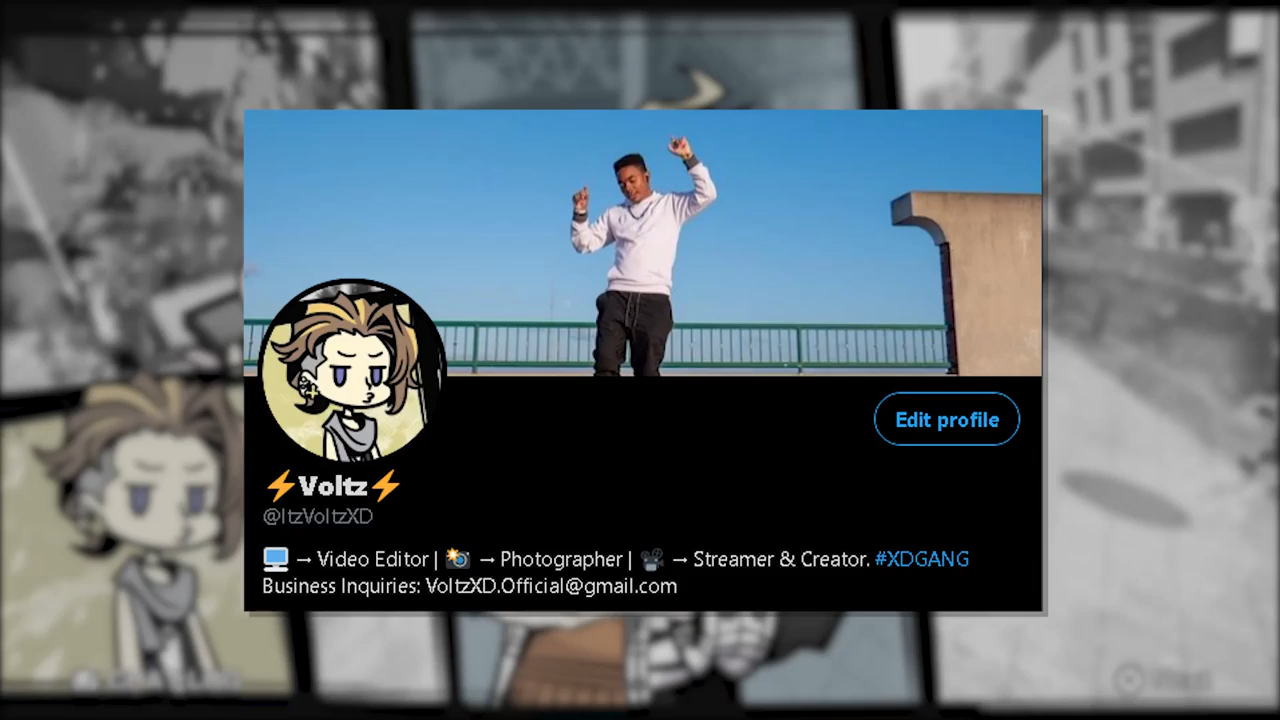 Edit profile
⚡Voltz⚡
@ItzVoltzXD
🖥️ → Video Editor | 📸 → Photographer | 🎥 → Streamer & Creator. #XDGANG
Business Inquiries: VoltzXD.Official@gmail.com